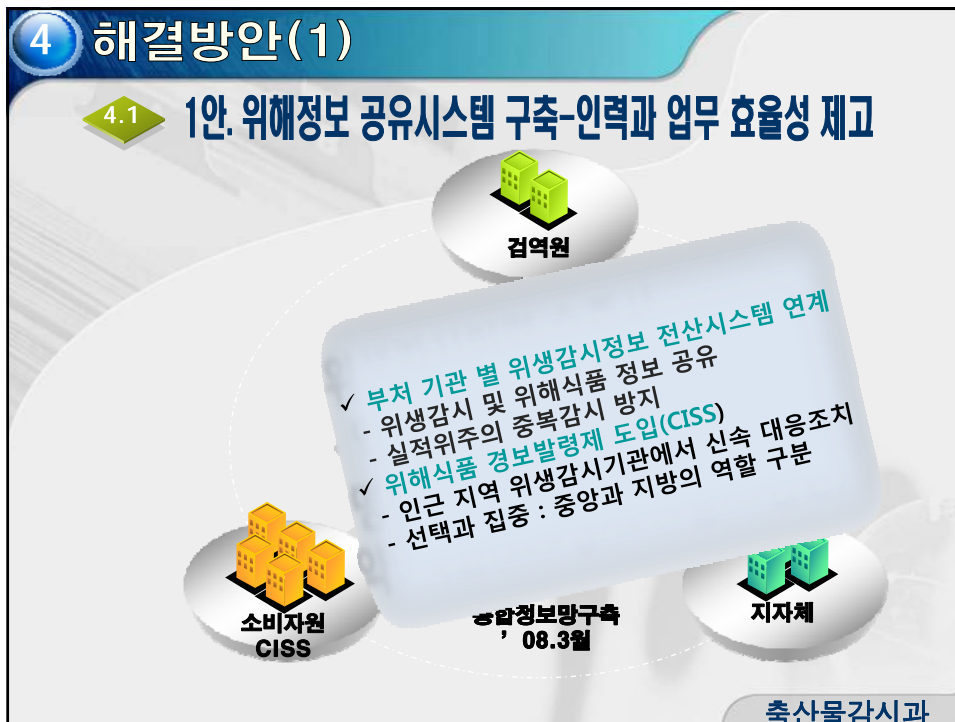 4 해결방안(1)
4.1 1안. 위해정보 공유시스템 구축-인력과 업무 효율성 제고
검역원
✓ 부처 기관 별 위생감시정보 전산시스템 연계
- 위생감시 및 위해식품 정보 공유
- 실적위주의 중복감시 방지
✓ 위해식품 경보발령제 도입(CISS)
- 인근 지역 위생감시기관에서 신속 대응조치
- 선택과 집중 : 중앙과 지방의 역할 구분
소비자원
CISS
통합정보망구축
’ 08.3월
지자체
축산물감시과